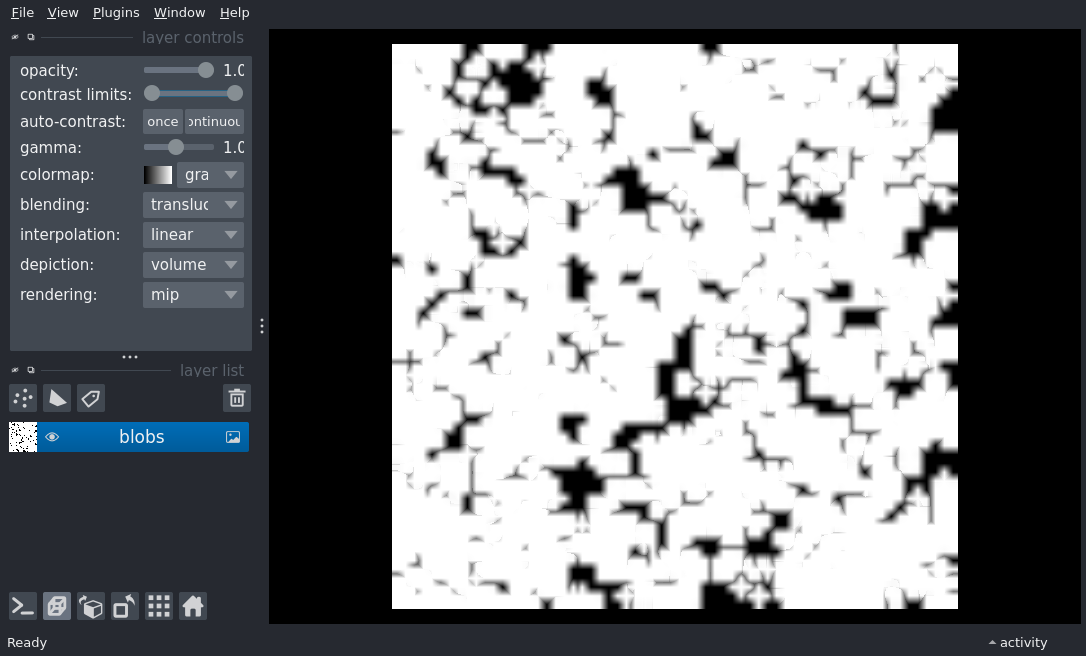 File View Plugins Window Help
layer controls
opacity: 1.0
contrast limits:
auto-contrast: once ontinuou
gamma: 1.0
colormap: gra
blending: transluc
interpolation: linear
depiction: volume
rendering: mip
layer list
blobs
Ready
activity